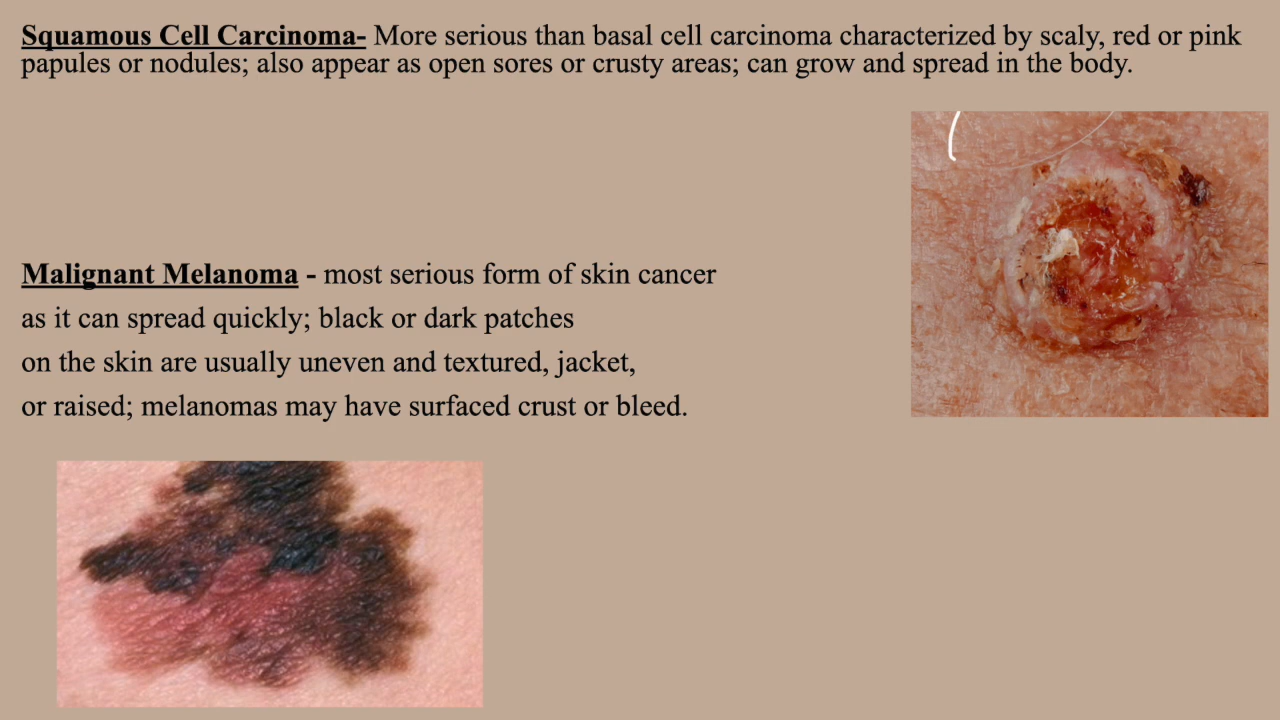 Squamous Cell Carcinoma- More serious than basal cell carcinoma characterized by scaly, red or pink
papules or nodules; also appear as open sores or crusty areas; can grow and spread in the body.
Malignant Melanoma - most serious form of skin cancer
as it can spread quickly; black or dark patches
on the skin are usually uneven and textured, jacket,
or raised; melanomas may have surfaced crust or bleed.